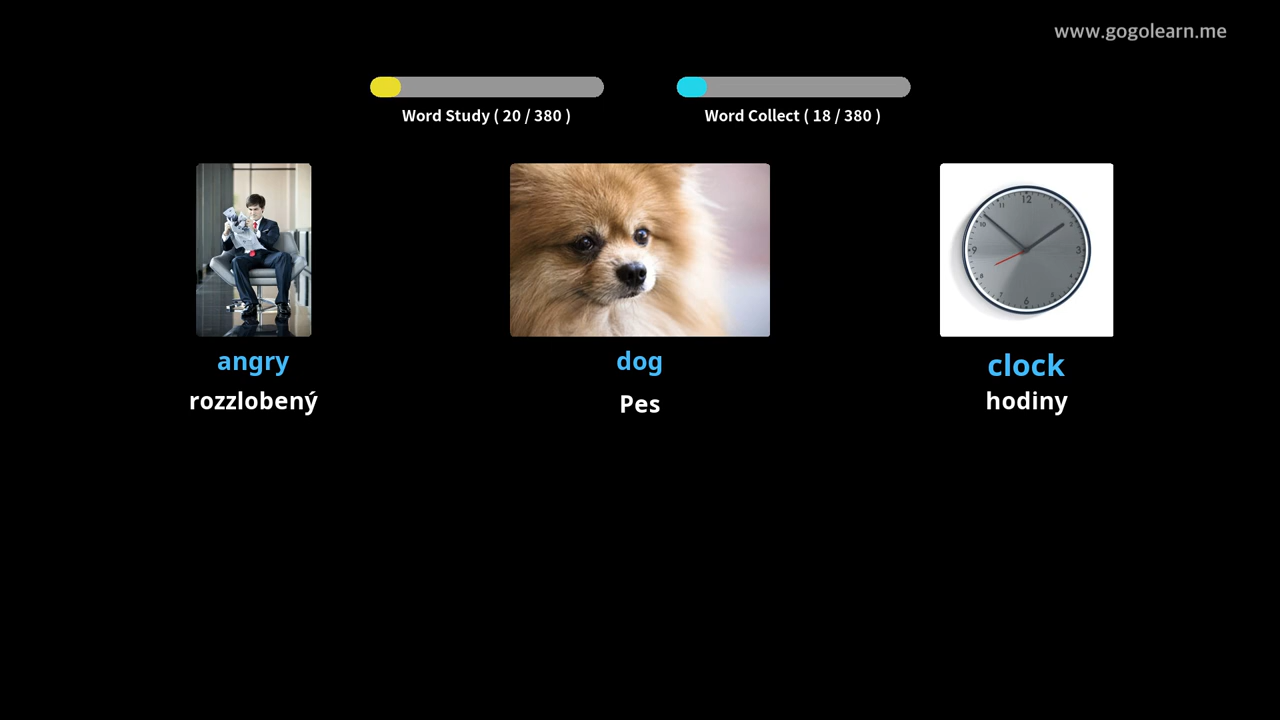 www.gogolearn.me
Word Study ( 20 / 380 )
Word Collect ( 18 / 380 )
angry
dog
clock
rozzlobený
Pes
hodiny